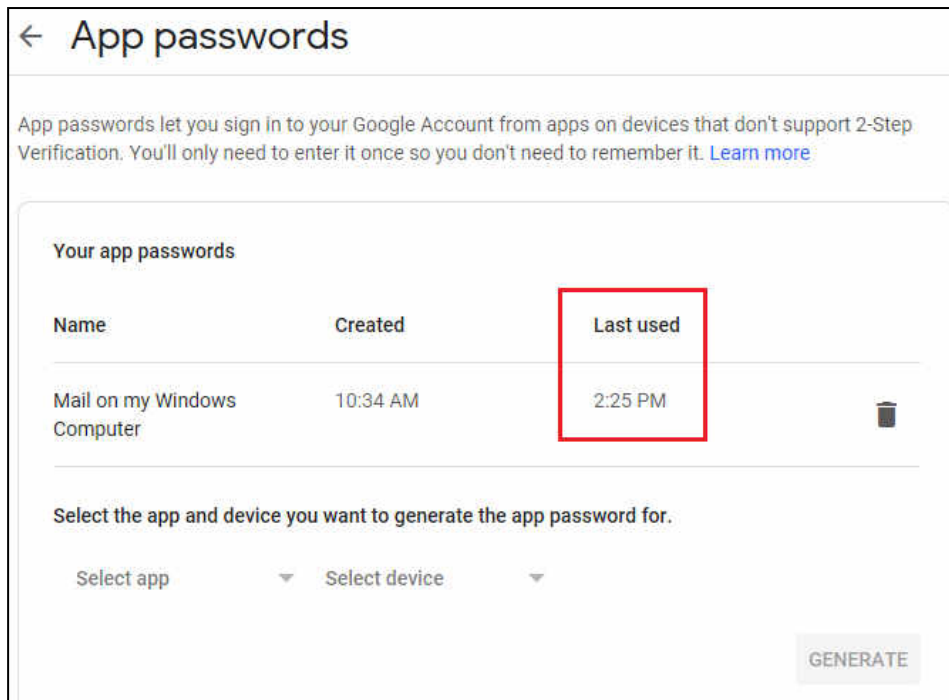 App passwords
App passwords let you sign in to your Google Account from apps on devices that don't support 2-Step
Verification. You'll only need to enter it once so you don't need to remember it. Learn more
Your app passwords
Name Created Last used
Mail on my Windows 10:34 AM 2:25 PM
Computer
Select the app and device you want to generate the app password for.
Select app Select device
GENERATE